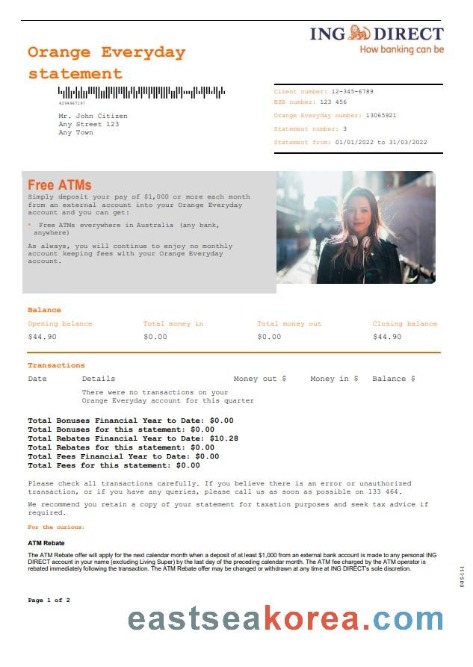 ING DIRECT
How banking can be
Orange Everyday
statement
Mr. John Citizen
Any Street 123
Any Town
Client number: 12-345-6789
BSB number: 123 456
Orange Everyday number: 13065921
Statement number: 3
Statement from: 01/01/2022 to 31/03/2022
Free ATMs
Simply deposit your pay of $1,000 or more each month
from an external account into your Orange Everyday
account and you can get:
• Free ATMs everywhere in Australia (any bank,
anywhere)
As always, you will continue to enjoy no monthly
account keeping fees with your Orange Everyday
account.
Balance
Opening balance Total money in Total money out Closing balance
$44.90 $0.00 $0.00 $44.90
Transactions
Date Details Money out $ Money in $ Balance $
There were no transactions on your
Orange Everyday account for this quarter
Total Bonuses Financial Year to Date: $0.00
Total Bonuses for this statement: $0.00
Total Rebates Financial Year to Date: $10.28
Total Rebates for this statement: $0.00
Total Fees Financial Year to Date: $0.00
Total Fees for this statement: $0.00
Please check all transactions carefully. If you believe there is an error or unauthorized
transaction, or if you have any queries, please call us as soon as possible on 133 464.
We recommend you retain a copy of your statement for taxation purposes and seek tax advice if
required.
For the curious:
ATM Rebate
The ATM Rebate offer will apply for the next calendar month when a deposit of at least $1,000 from an external bank account is made to any personal ING
DIRECT account in your name (excluding Living Super) by the last day of the preceding calendar month. The ATM fee charged by the ATM operator is
rebated immediately following the transaction. The ATM Rebate offer may be changed or withdrawn at any time at ING DIRECT's sole discretion.
Page 1 of 2
eastseakorea.com